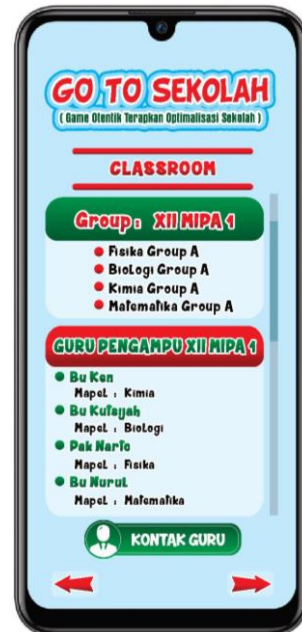 GO TO SEKOLAH
( Game Otentik Terapkan Optimalisasi Sekolah )
CLASSROOM
Group : XII MIPA 1
Fisika Group A
Biologi Group A
Kimia Group A
Matematika Group A
GURU PENGAMPU XII MIPA 1
Bu Ken
Mapel : Kimia
Bu Kufayah
Mapel : Biologi
Pak Narto
Mapel : Fisika
Bu Nurul
Mapel : Matematika
KONTAK GURU